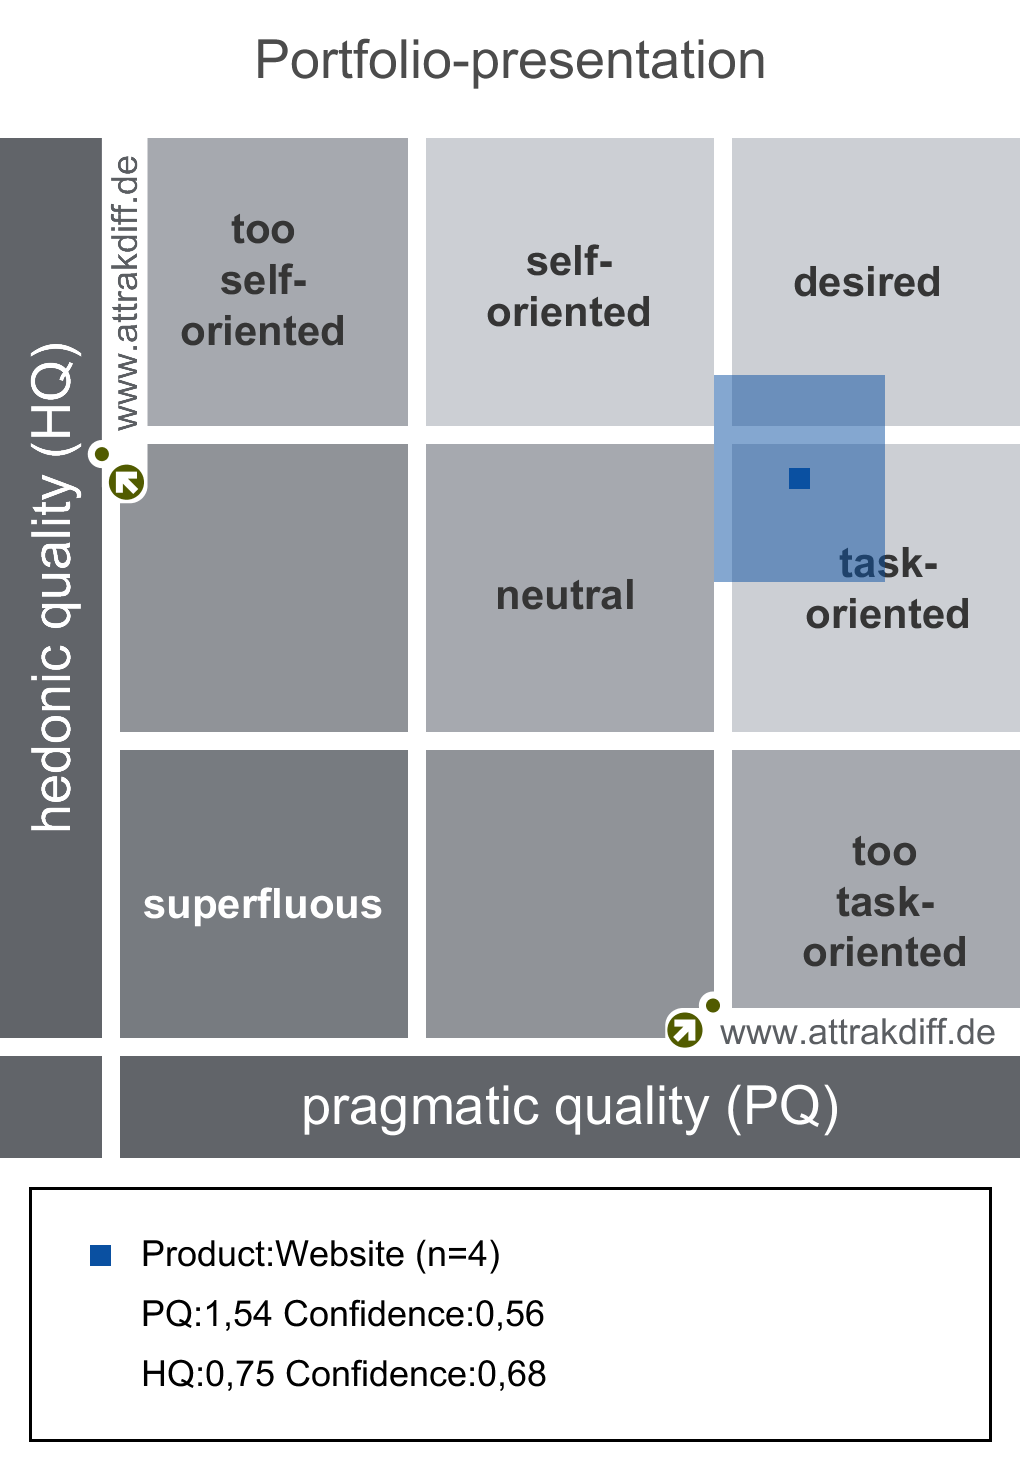 Portfolio-presentation
www.attrakdiff.de
hedonic quality (HQ)
too
self-
oriented
self-
oriented
desired
neutral
task-
oriented
superfluous
too
task-
oriented
www.attrakdiff.de
pragmatic quality (PQ)
Product:Website (n=4)
PQ:1,54 Confidence:0,56
HQ:0,75 Confidence:0,68